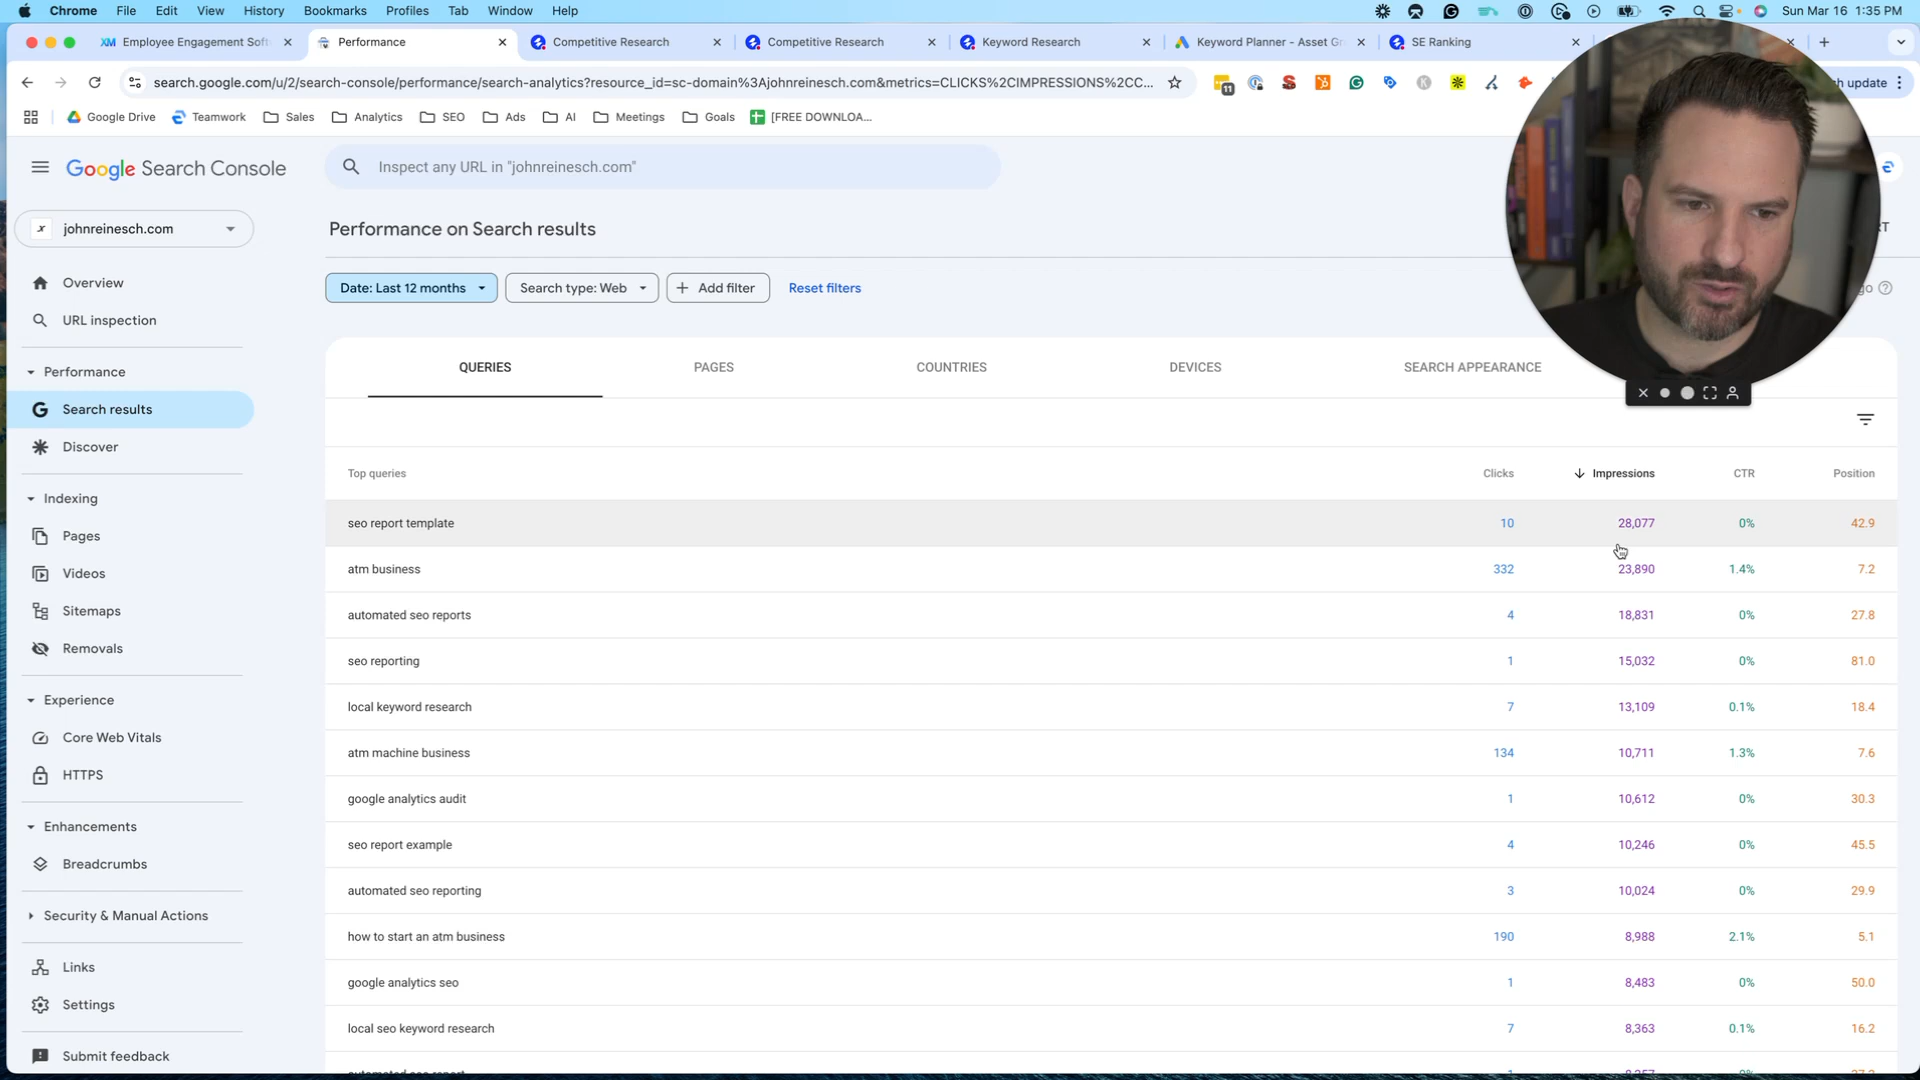 Chrome File Edit View History Bookmarks Profiles Tab Window Help
Sun Mar 16 1:35 PM
Employee Engagement Soft
Performance
Competitive Research
Competitive Research
Keyword Research
Keyword Planner - Asset Gr
SE Ranking
search.google.com/u/2/search-console/performance/search-analytics?resource_id=sc-domain%3Ajohnreinesch.com&metrics=CLICKS%2CIMPRESSIONS%2CC...
11
update
Google Drive Teamwork Sales Analytics SEO Ads AI Meetings Goals [FREE DOWNLOA...
Google Search Console
Inspect any URL in "johnreinesch.com"
johnreinesch.com
Performance on Search results
Date: Last 12 months
Search type: Web
Add filter
Reset filters
Overview
URL inspection
Performance
Search results
Discover
Indexing
Pages
Videos
Sitemaps
Removals
Experience
Core Web Vitals
HTTPS
Enhancements
Breadcrumbs
Security & Manual Actions
Links
Settings
Submit feedback
QUERIES PAGES COUNTRIES DEVICES SEARCH APPEARANCE
Top queries Clicks Impressions CTR Position
seo report template 10 28,077 0% 42.9
atm business 332 23,890 1.4% 7.2
automated seo reports 4 18,831 0% 27.8
seo reporting 1 15,032 0% 81.0
local keyword research 7 13,109 0.1% 18.4
atm machine business 134 10,711 1.3% 7.6
google analytics audit 1 10,612 0% 30.3
seo report example 4 10,246 0% 45.5
automated seo reporting 3 10,024 0% 29.9
how to start an atm business 190 8,988 2.1% 5.1
google analytics seo 1 8,483 0% 50.0
local seo keyword research 7 8,363 0.1% 16.2